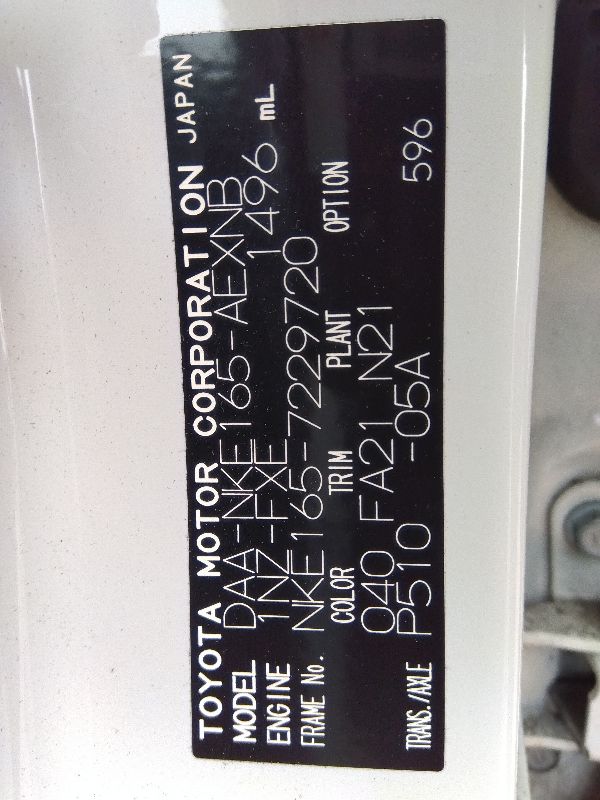 TOYOTA MOTOR CORPORATION JAPAN
MODEL DAA-NKE165-AEXNB
ENGINE 1NZ-FXE 1496 mL
FRAME No. NKE165-7229720
COLOR TRIM PLANT OPTION
040 FA21 N21
TRANS./AXLE P510 -05A 596